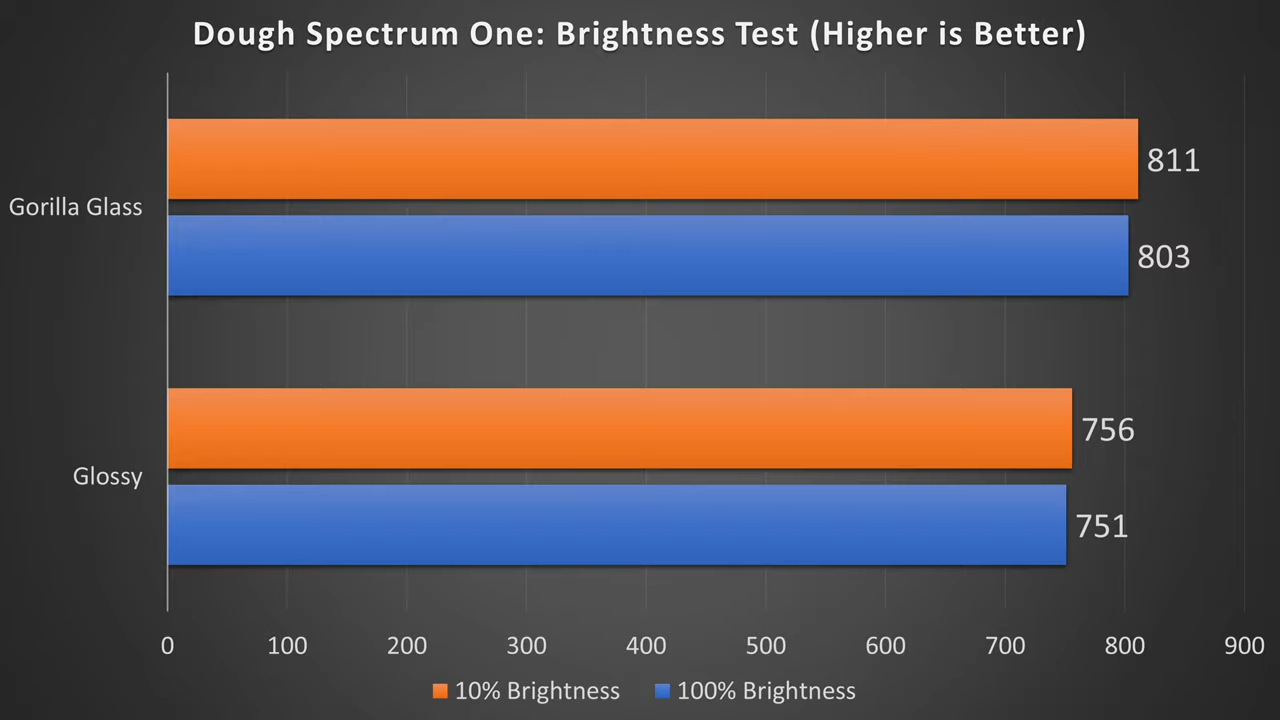 Dough Spectrum One: Brightness Test (Higher is Better)
811
Gorilla Glass
803
756
Glossy
751
0 100 200 300 400 500 600 700 800 900
10% Brightness 100% Brightness